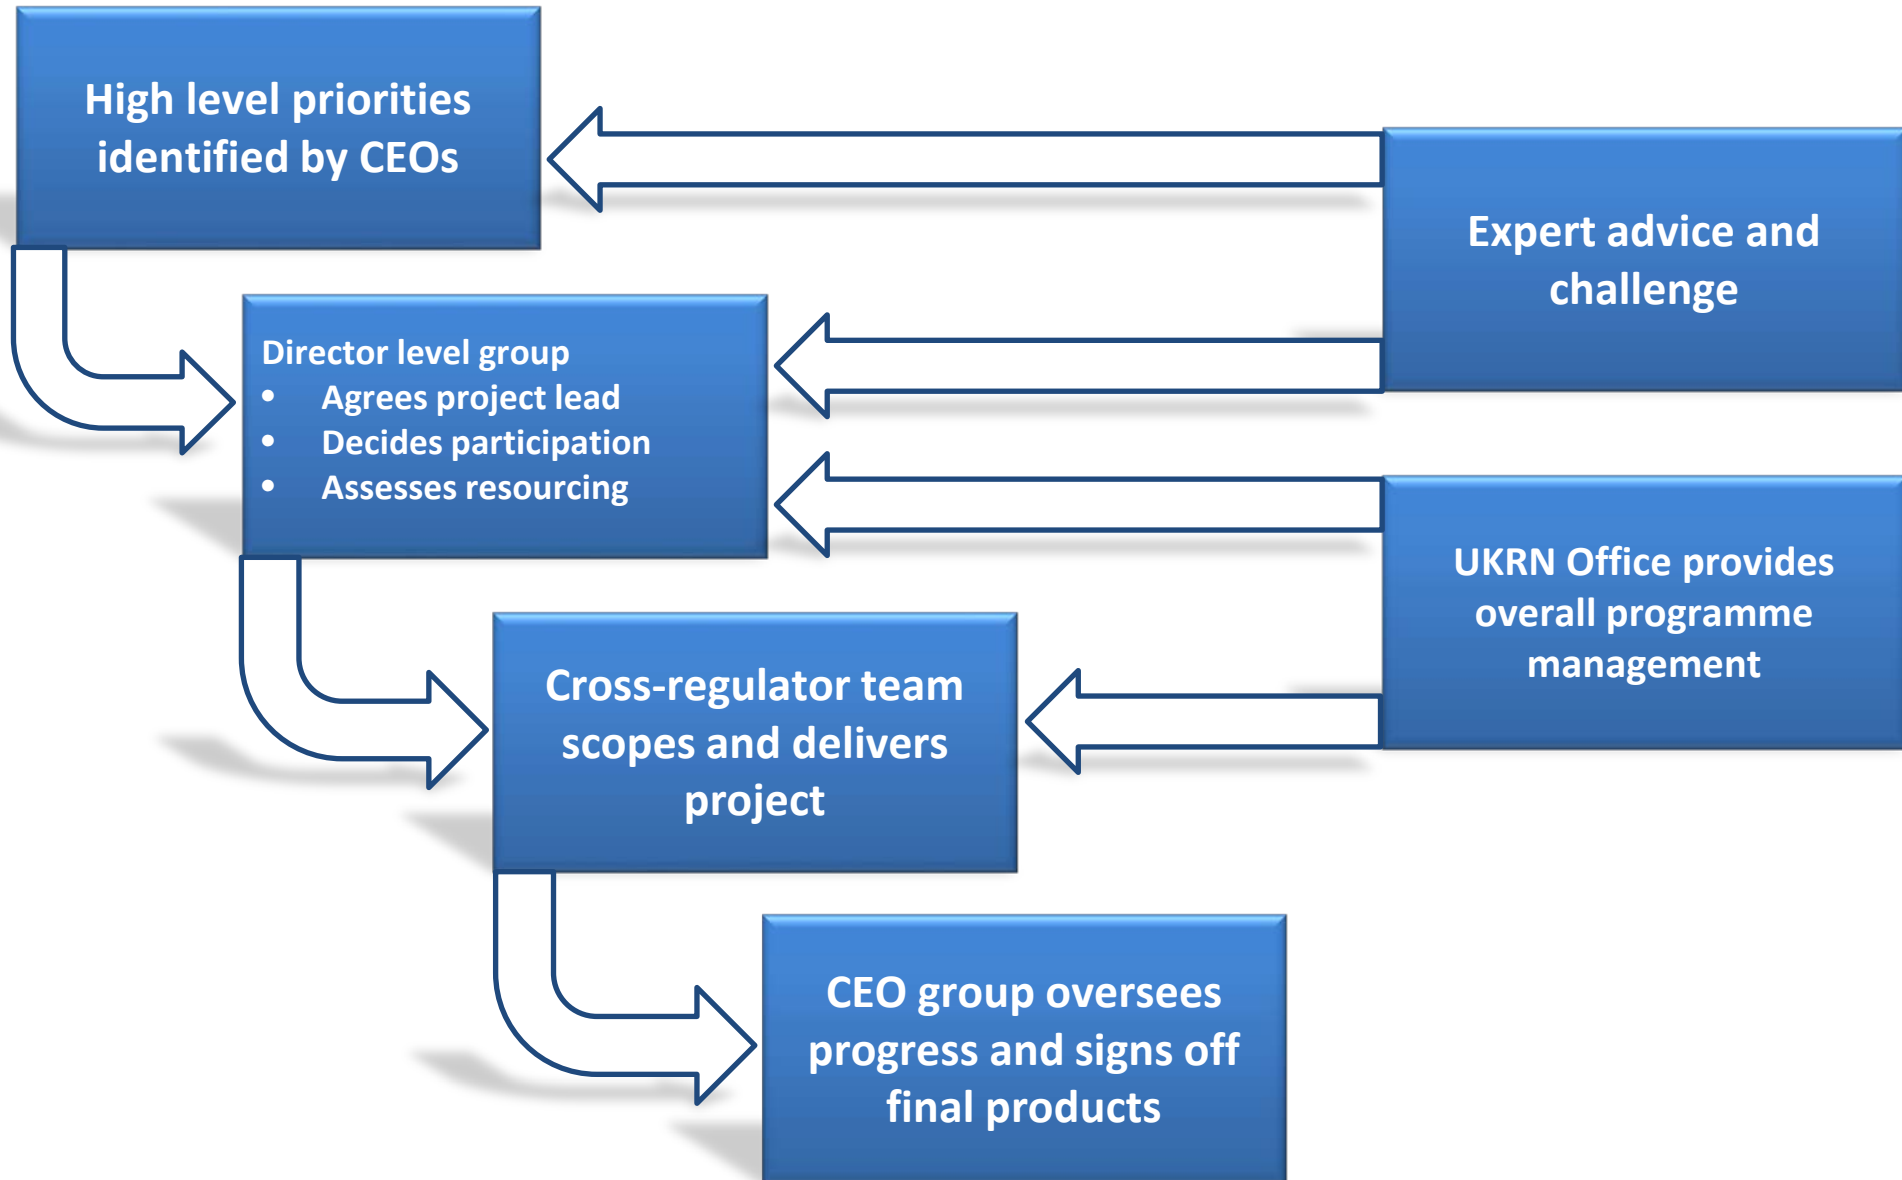 High level priorities
identified by CEOs
Expert advice and
challenge
Director level group
• Agrees project lead
• Decides participation
• Assesses resourcing
UKRN Office provides
overall programme
management
Cross-regulator team
scopes and delivers
project
CEO group oversees
progress and signs off
final products